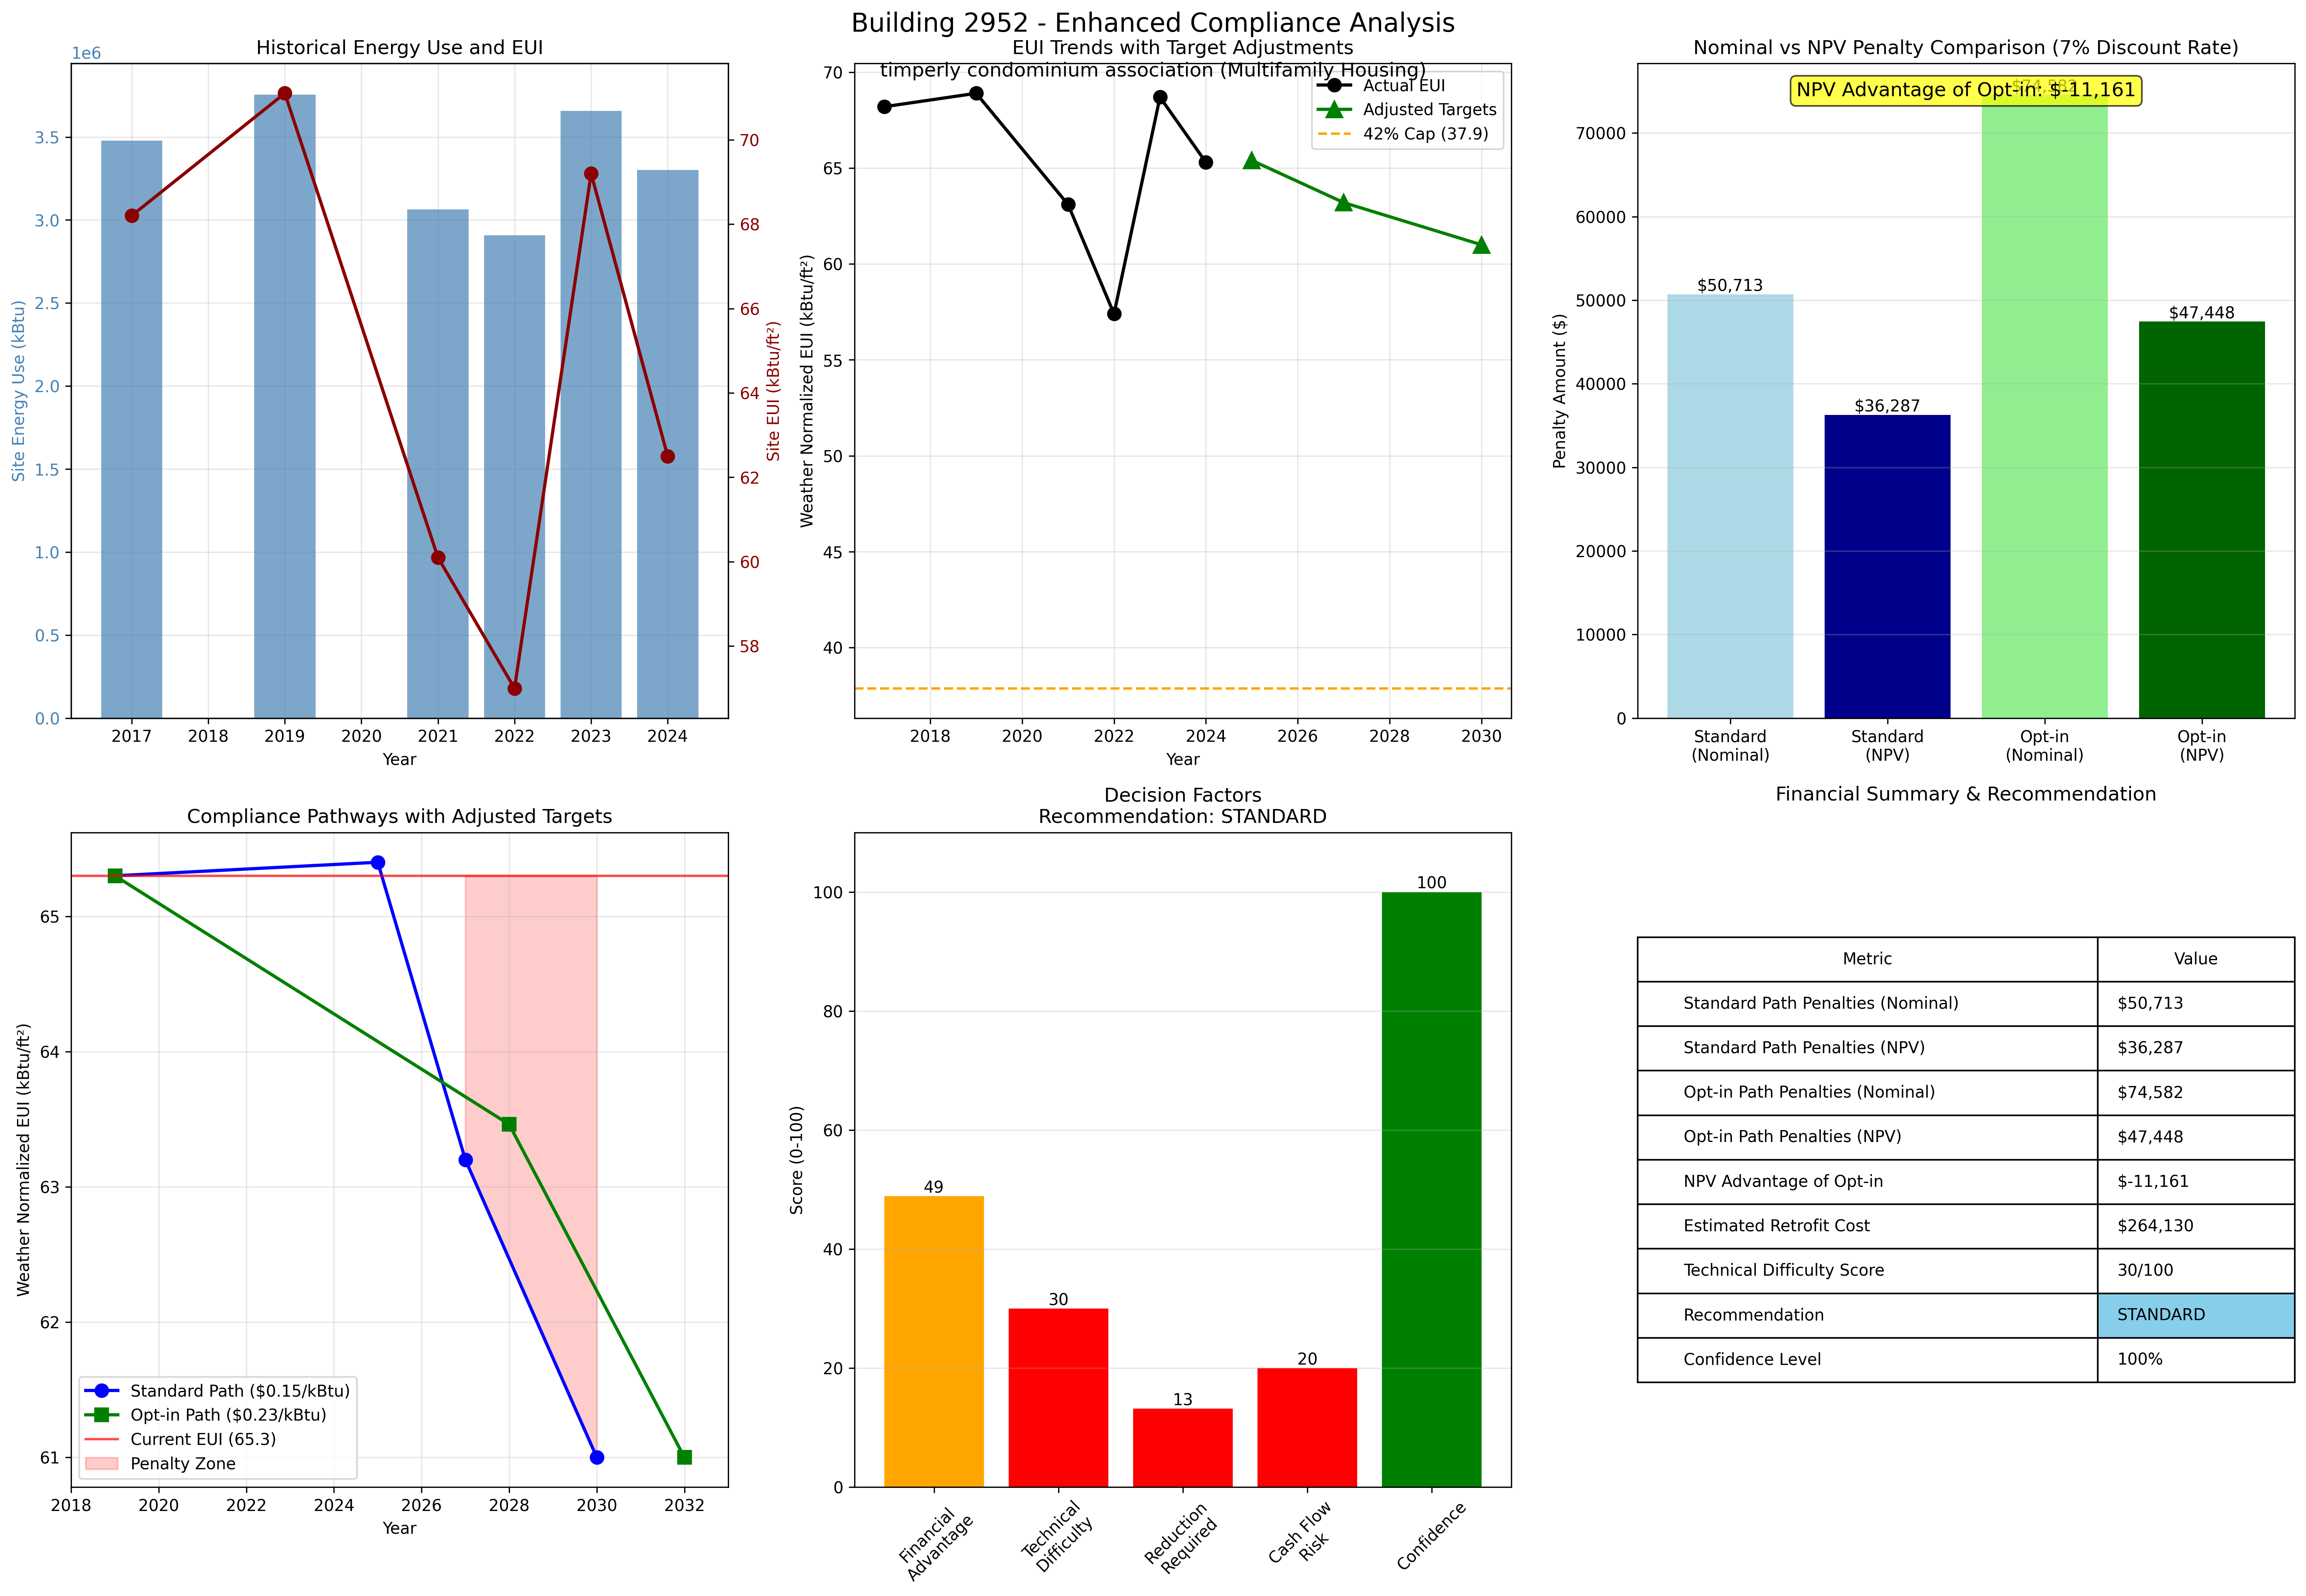 Building 2952 - Enhanced Compliance Analysis
Historical Energy Use and EUI
1e6
3.5
3.0
2.5
2.0
1.5
1.0
0.5
0.0
Site Energy Use (kBtu)
70
68
66
64
62
60
58
Site EUI (kBtu/ft²)
2017 2018 2019 2020 2021 2022 2023 2024
Year
EUI Trends with Target Adjustments
timperly condominium association (Multifamily Housing)
Actual EUI
Adjusted Targets
42% Cap (37.9)
70
65
60
55
50
45
40
Weather Normalized EUI (kBtu/ft²)
2018 2020 2022 2024 2026 2028 2030
Year
Nominal vs NPV Penalty Comparison (7% Discount Rate)
NPV Advantage of Opt-in: $-11,161
$74,582
$50,713
$36,287
$47,448
70000
60000
50000
40000
30000
20000
10000
0
Penalty Amount ($)
Standard
(Nominal)
Standard
(NPV)
Opt-in
(Nominal)
Opt-in
(NPV)
Compliance Pathways with Adjusted Targets
65
64
63
62
61
Weather Normalized EUI (kBtu/ft²)
Standard Path ($0.15/kBtu)
Opt-in Path ($0.23/kBtu)
Current EUI (65.3)
Penalty Zone
2018 2020 2022 2024 2026 2028 2030 2032
Year
Decision Factors
Recommendation: STANDARD
100
80
60
40
20
0
Score (0-100)
49
30
13
20
100
Financial
Advantage
Technical
Difficulty
Reduction
Required
Cash Flow
Risk
Confidence
Financial Summary & Recommendation
Metric Value
Standard Path Penalties (Nominal) $50,713
Standard Path Penalties (NPV) $36,287
Opt-in Path Penalties (Nominal) $74,582
Opt-in Path Penalties (NPV) $47,448
NPV Advantage of Opt-in $-11,161
Estimated Retrofit Cost $264,130
Technical Difficulty Score 30/100
Recommendation STANDARD
Confidence Level 100%